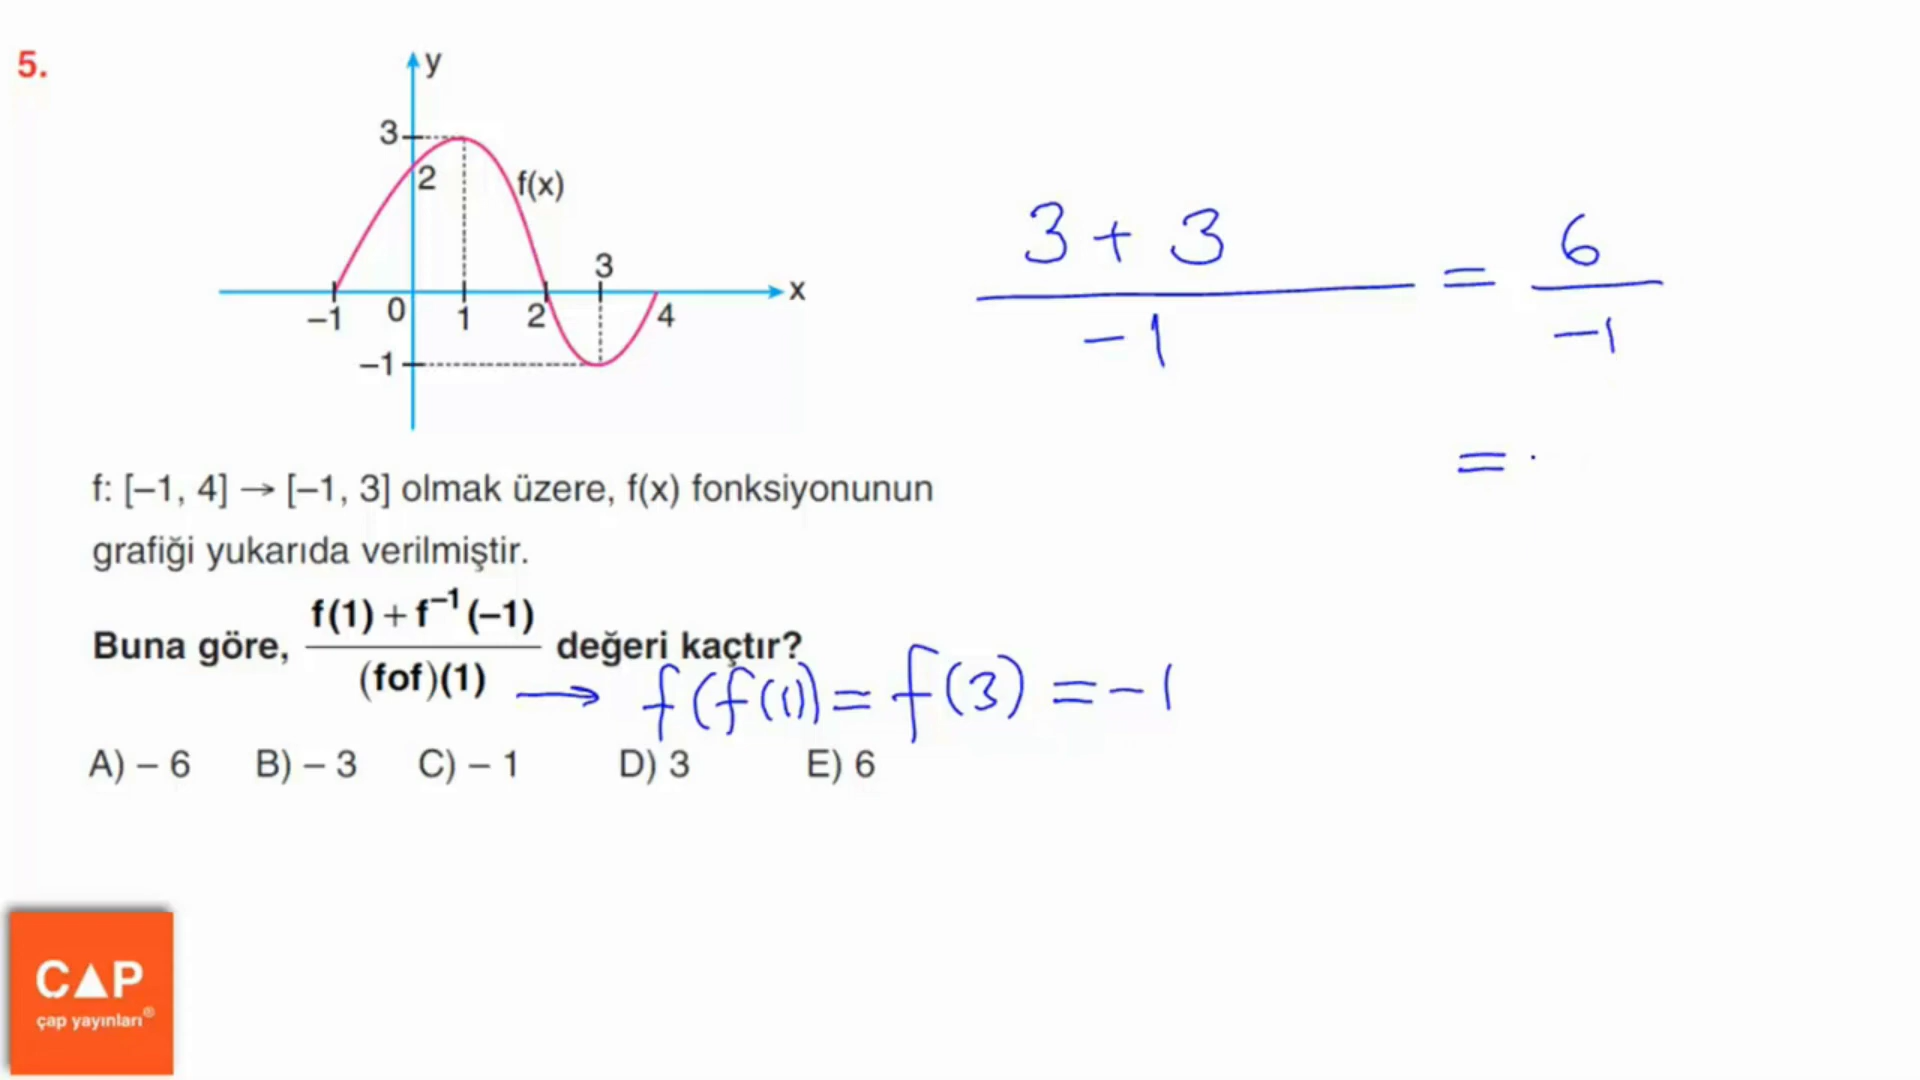 5.
y
3
2
f(x)
3
x
–1
0
1
2
4
–1
3 + 3
-1
=
6
-1
= ·
f: [–1, 4] → [–1, 3] olmak üzere, f(x) fonksiyonunun
grafiği yukarıda verilmiştir.
Buna göre, f(1) + f⁻¹(–1) / (fof)(1) değeri kaçtır?
→ f(f(1)) = f(3) = -1
A) – 6 B) – 3 C) – 1 D) 3 E) 6
CAP
çap yayınları®